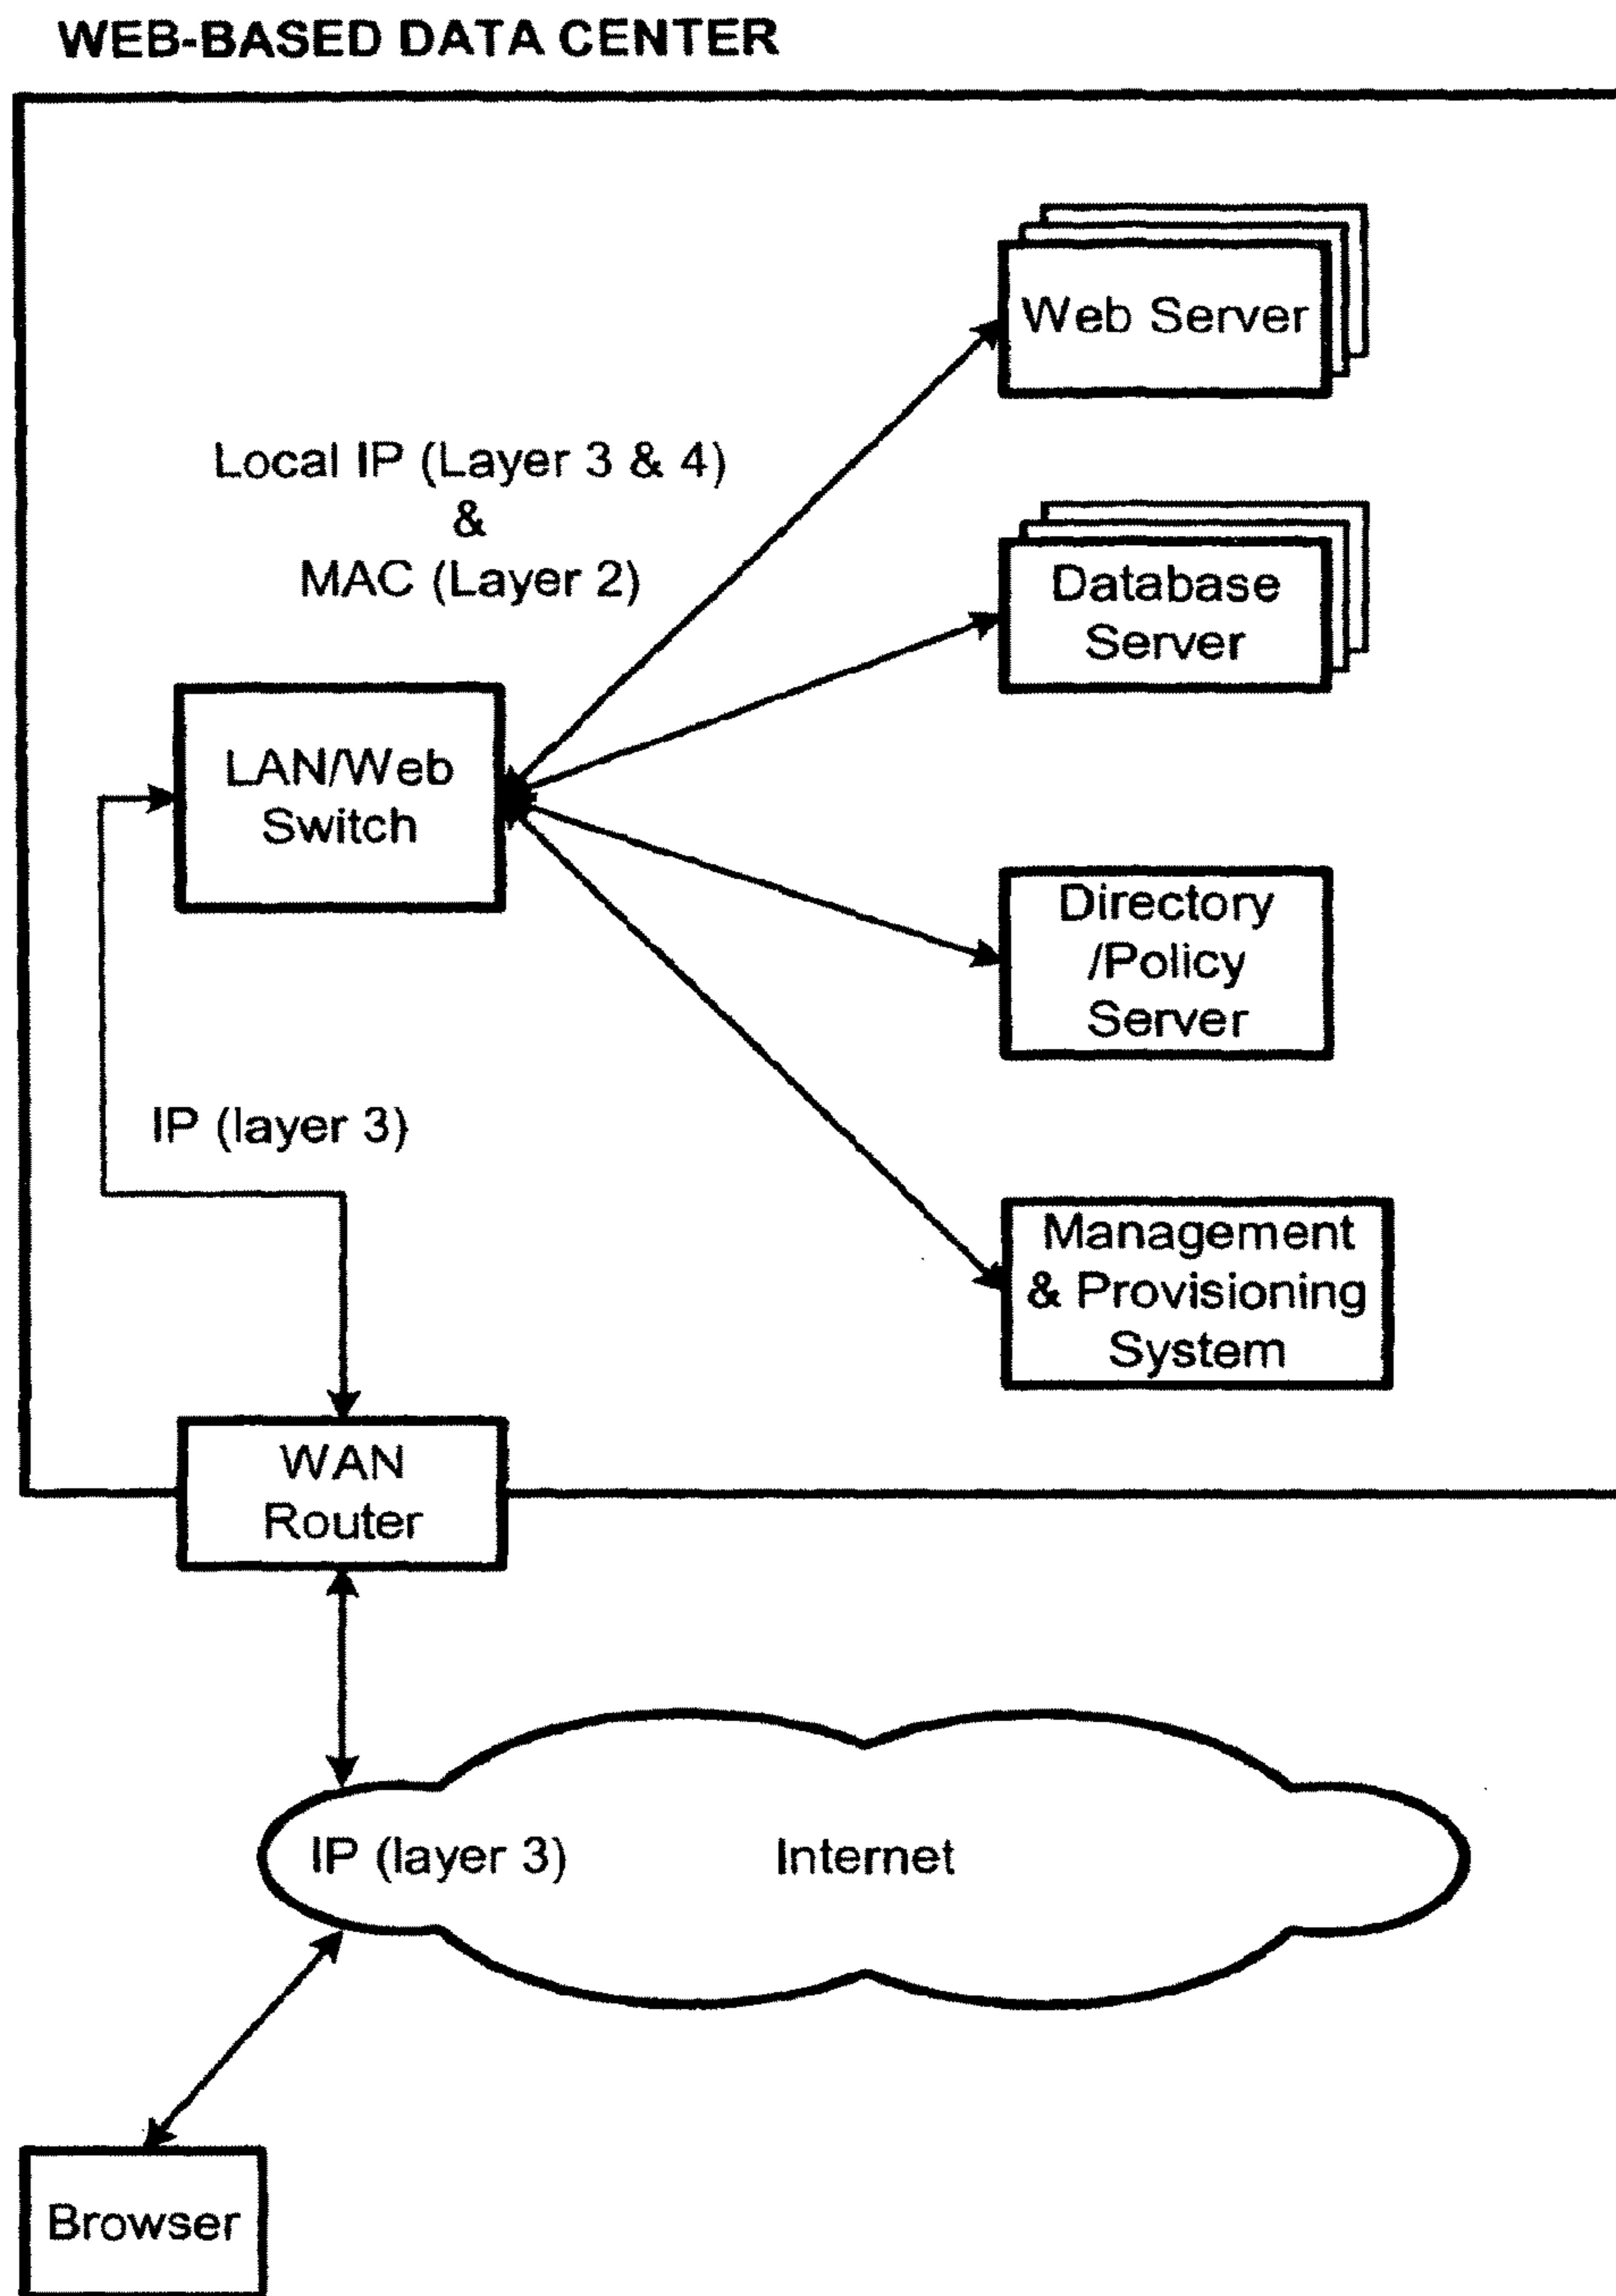 WEB-BASED DATA CENTER
Web Server
Local IP (Layer 3 & 4)
&
MAC (Layer 2)
Database
Server
LAN/Web
Switch
Directory
/Policy
Server
IP (layer 3)
Management
& Provisioning
System
WAN
Router
IP (layer 3)
Internet
Browser